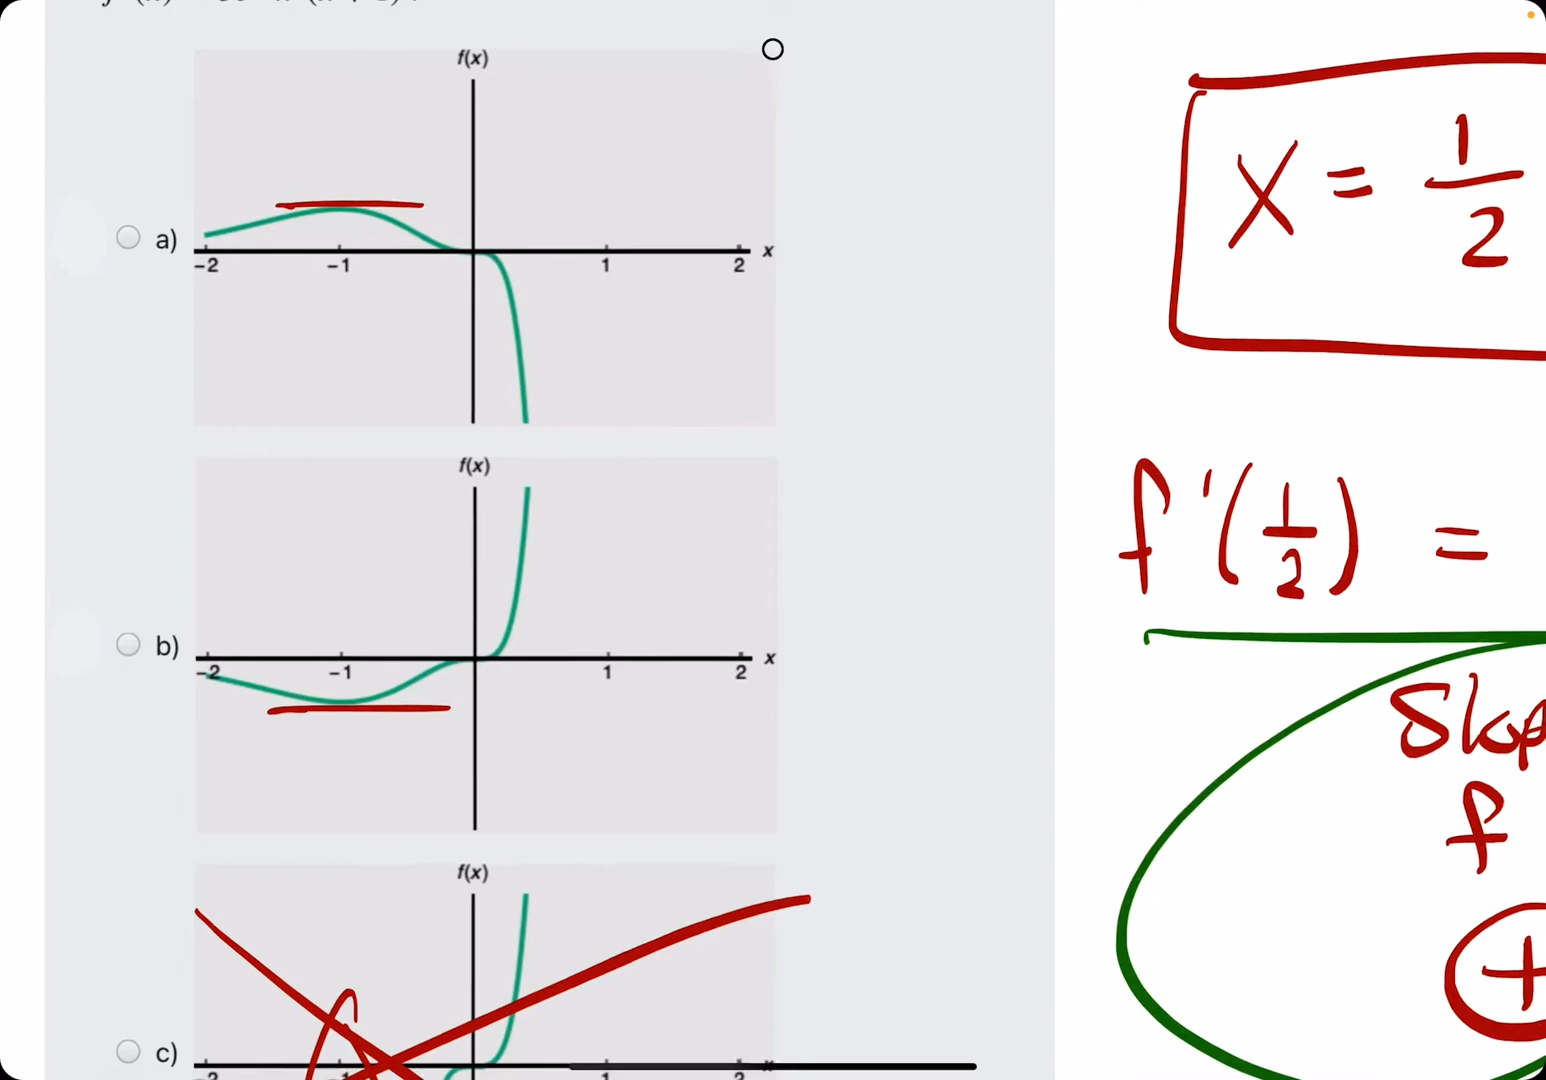 f(x)
a)
−2 −1 1 2 x
f(x)
b)
−2 −1 1 2 x
f(x)
c)
X = 1/2
f'(1/2) =
f
+